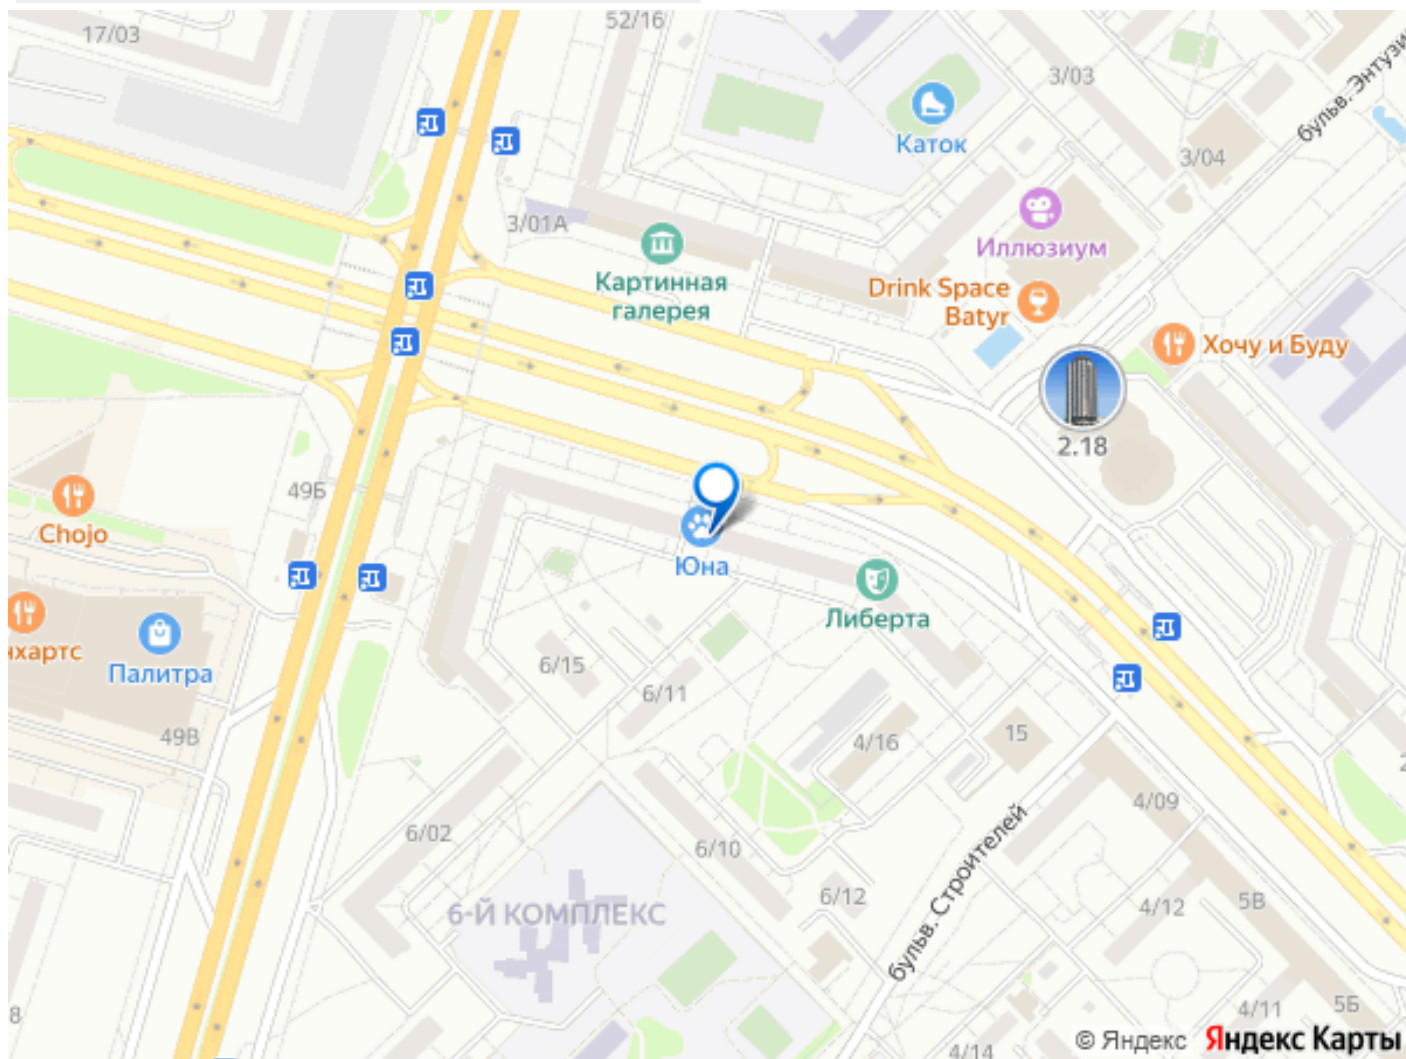 17/03
52/16
3/03
бульв. Энтузи
Каток
3/04
3/01А
Иллюзиум
Картинная
галерея
Drink Space
Batyr
Хочу и Буду
2.18
49Б
Chojo
Юна
Либерта
нхартс
Палитра
6/15
6/11
49В
4/16
15
2
4/09
6/02
6/10
бульв. Строителей
6/12
6-Й КОМПЛЕКС
4/12
5В
8
4/11
5Б
4/14
© Яндекс Яндекс Карты